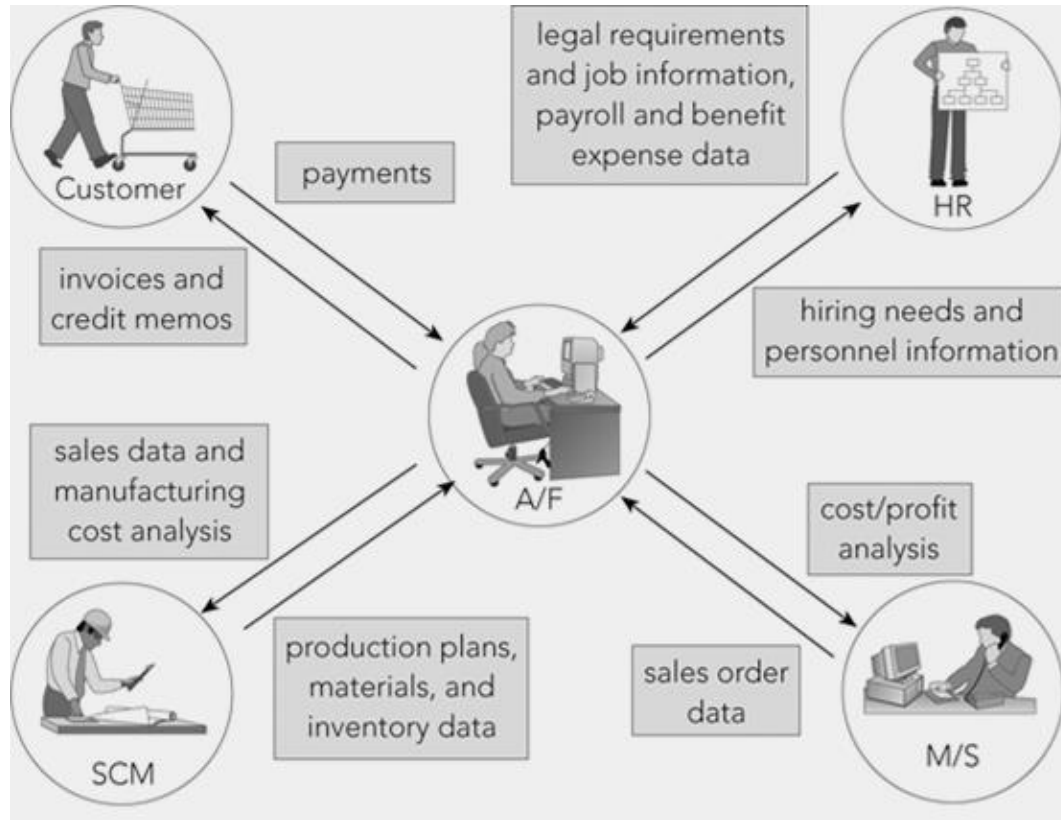 legal requirements
and job information,
payroll and benefit
expense data
Customer
payments
HR
invoices and
credit memos
hiring needs and
personnel information
A/F
sales data and
manufacturing
cost analysis
cost/profit
analysis
production plans,
materials, and
inventory data
sales order
data
SCM
M/S